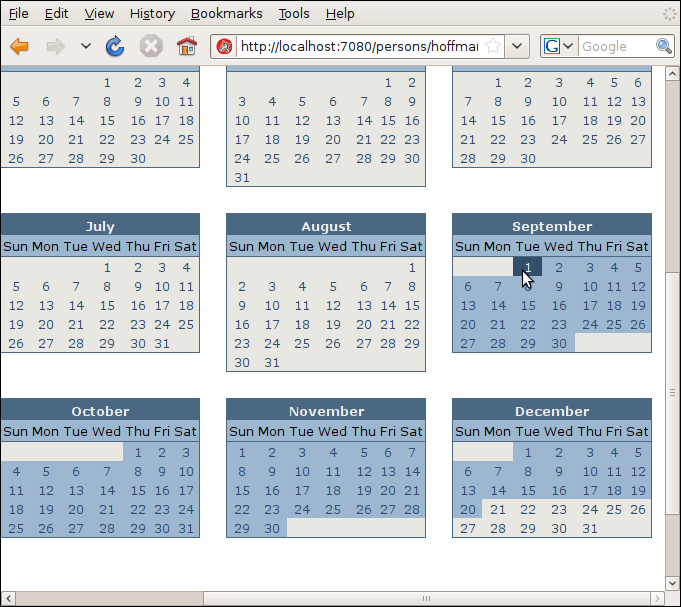 File Edit View History Bookmarks Tools Help
http://localhost:7080/persons/hoffmar
Google
1 2 3 4
5 6 7 8 9 10 11
12 13 14 15 16 17 18
19 20 21 22 23 24 25
26 27 28 29 30
1 2
3 4 5 6 7 8 9
10 11 12 13 14 15 16
17 18 19 20 21 22 23
24 25 26 27 28 29 30
31
1 2 3 4 5 6
7 8 9 10 11 12 13
14 15 16 17 18 19 20
21 22 23 24 25 26 27
28 29 30
July
Sun Mon Tue Wed Thu Fri Sat
1 2 3 4
5 6 7 8 9 10 11
12 13 14 15 16 17 18
19 20 21 22 23 24 25
26 27 28 29 30 31
August
Sun Mon Tue Wed Thu Fri Sat
1
2 3 4 5 6 7 8
9 10 11 12 13 14 15
16 17 18 19 20 21 22
23 24 25 26 27 28 29
30 31
September
Sun Mon Tue Wed Thu Fri Sat
1 2 3 4 5
6 7 8 9 10 11 12
13 14 15 16 17 18 19
20 21 22 23 24 25 26
27 28 29 30
October
Sun Mon Tue Wed Thu Fri Sat
1 2 3
4 5 6 7 8 9 10
11 12 13 14 15 16 17
18 19 20 21 22 23 24
25 26 27 28 29 30 31
November
Sun Mon Tue Wed Thu Fri Sat
1 2 3 4 5 6 7
8 9 10 11 12 13 14
15 16 17 18 19 20 21
22 23 24 25 26 27 28
29 30
December
Sun Mon Tue Wed Thu Fri Sat
1 2 3 4 5
6 7 8 9 10 11 12
13 14 15 16 17 18 19
20 21 22 23 24 25 26
27 28 29 30 31